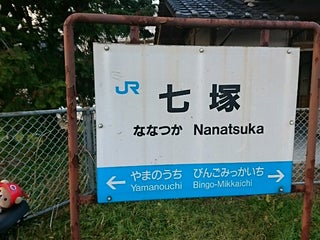 JR 七塚
ななつか Nanatsuka
やまのうち びんごみっかいち
Yamanouchi Bingo-Mikkaichi